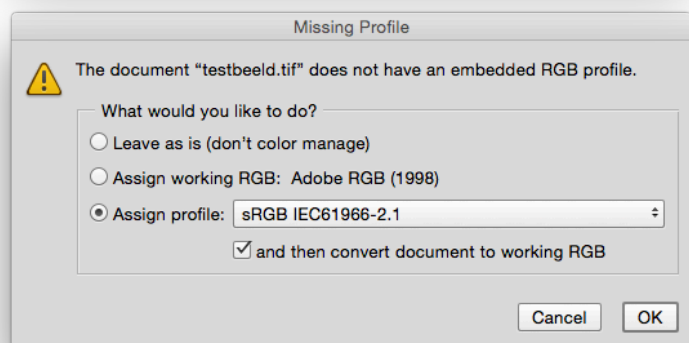 Missing Profile
The document “testbeeld.tif” does not have an embedded RGB profile.
What would you like to do?
Leave as is (don’t color manage)
Assign working RGB: Adobe RGB (1998)
Assign profile: sRGB IEC61966-2.1
and then convert document to working RGB
Cancel OK